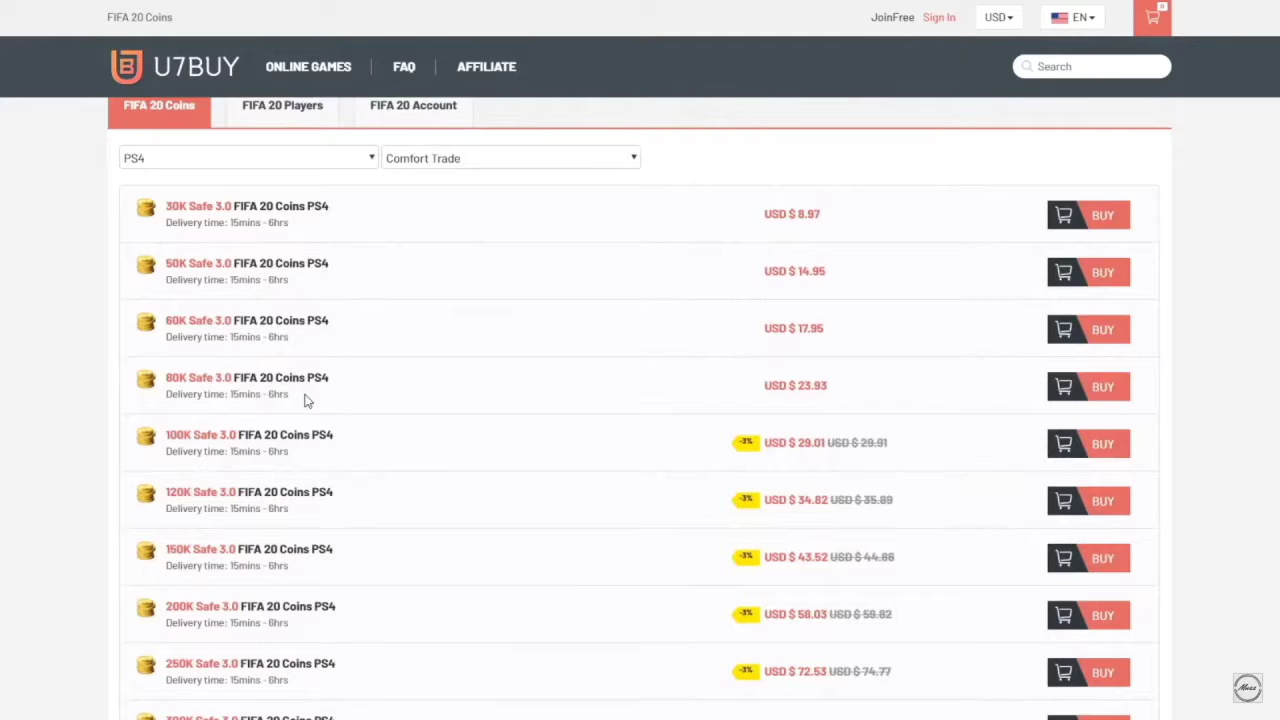 FIFA 20 Coins
JoinFree Sign In USD EN 0
U7BUY ONLINE GAMES FAQ AFFILIATE Search
FIFA 20 Coins FIFA 20 Players FIFA 20 Account
PS4 Comfort Trade
30K Safe 3.0 FIFA 20 Coins PS4
Delivery time: 15mins - 6hrs
USD $ 8.97 BUY
50K Safe 3.0 FIFA 20 Coins PS4
Delivery time: 15mins - 6hrs
USD $ 14.95 BUY
60K Safe 3.0 FIFA 20 Coins PS4
Delivery time: 15mins - 6hrs
USD $ 17.95 BUY
80K Safe 3.0 FIFA 20 Coins PS4
Delivery time: 15mins - 6hrs
USD $ 23.93 BUY
100K Safe 3.0 FIFA 20 Coins PS4
Delivery time: 15mins - 6hrs
-3% USD $ 29.01 USD $ 29.91 BUY
120K Safe 3.0 FIFA 20 Coins PS4
Delivery time: 15mins - 6hrs
-3% USD $ 34.82 USD $ 35.89 BUY
150K Safe 3.0 FIFA 20 Coins PS4
Delivery time: 15mins - 6hrs
-3% USD $ 43.52 USD $ 44.86 BUY
200K Safe 3.0 FIFA 20 Coins PS4
Delivery time: 15mins - 6hrs
-3% USD $ 58.03 USD $ 59.82 BUY
250K Safe 3.0 FIFA 20 Coins PS4
Delivery time: 15mins - 6hrs
-3% USD $ 72.53 USD $ 74.77 BUY